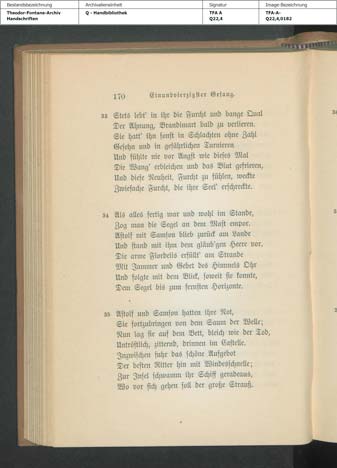 Bestandsbezeichnung
Archivalieneinheit
Signatur
Image-Bezeichnung
Theodor-Fontane-Archiv
Handschriften
Q - Handbibliothek
TFA A
Q22,4
TFA-A-
Q22,4,0182
170 Einundvierzigster Gesang.
33 Stets lebt' in ihr die Furcht und bange Qual
Der Ahnung, Brandimart bald zu verlieren.
Sie hatt' ihn sonst in Schlachten ohne Zahl
Gesehn und in gefährlichen Turnieren
Und fühlte nie vor Angst wie dieses Mal
Die Wang' erbleichen und das Blut gefrieren,
Und diese Neuheit, Furcht zu fühlen, weckte
Zwiefache Furcht, die ihre Seel' erschreckte.
34 Als alles fertig war und wohl im Stande,
Zog man die Segel an dem Mast empor.
Astolf mit Samson blieb zurück am Lande
Und stand mit ihm dem gläub'gen Heere vor.
Die arme Flordelis erfüllt' am Strande
Mit Jammer und Gebet des Himmels Ohr
Und folgte mit dem Blick, soweit sie konnte,
Dem Segel bis zum fernsten Horizonte.
35 Astolf und Samson hatten ihre Not,
Sie fortzubringen von dem Saum der Welle;
Nun lag sie auf dem Bett, bleich wie der Tod,
Untröstlich, zitternd, drinnen im Castelle.
Inzwischen fuhr das schöne Aufgebot
Der besten Ritter hin mit Windesschnelle;
Zur Insel schwamm ihr Schiff geradeaus,
Wo vor sich gehen soll der große Strauß.